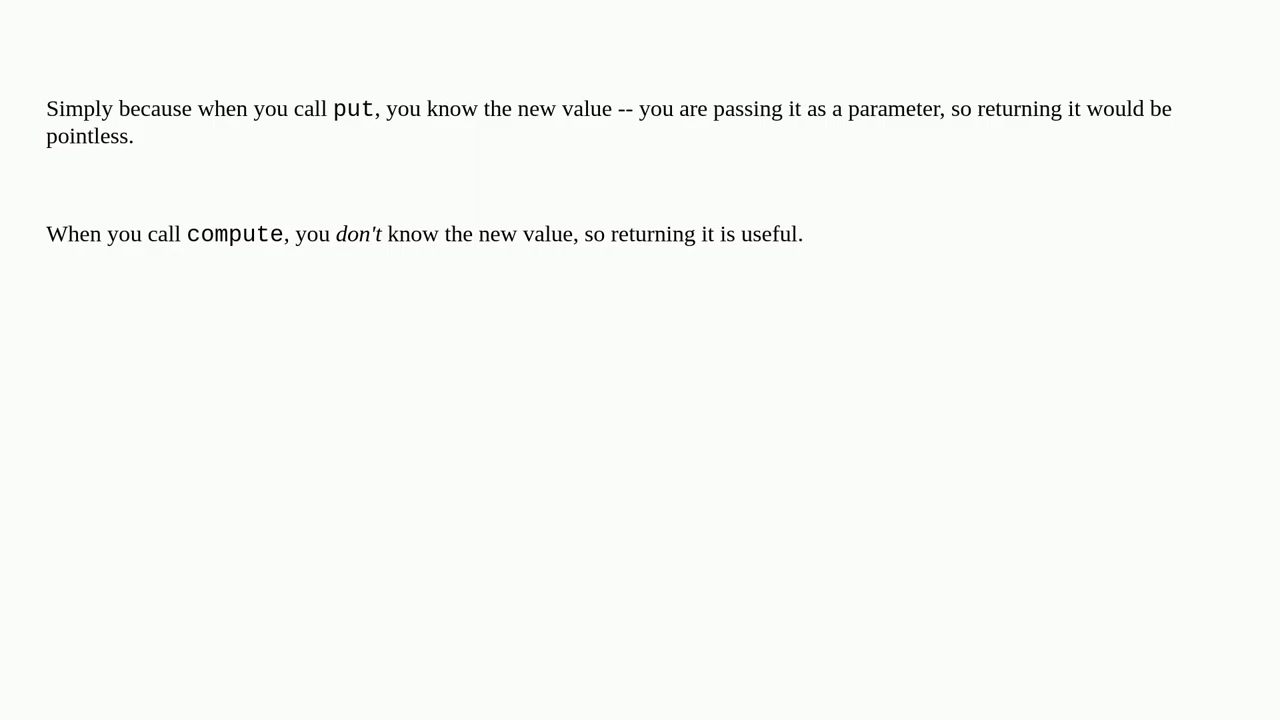 Simply because when you call put, you know the new value -- you are passing it as a parameter, so returning it would be
pointless.
When you call compute, you don't know the new value, so returning it is useful.